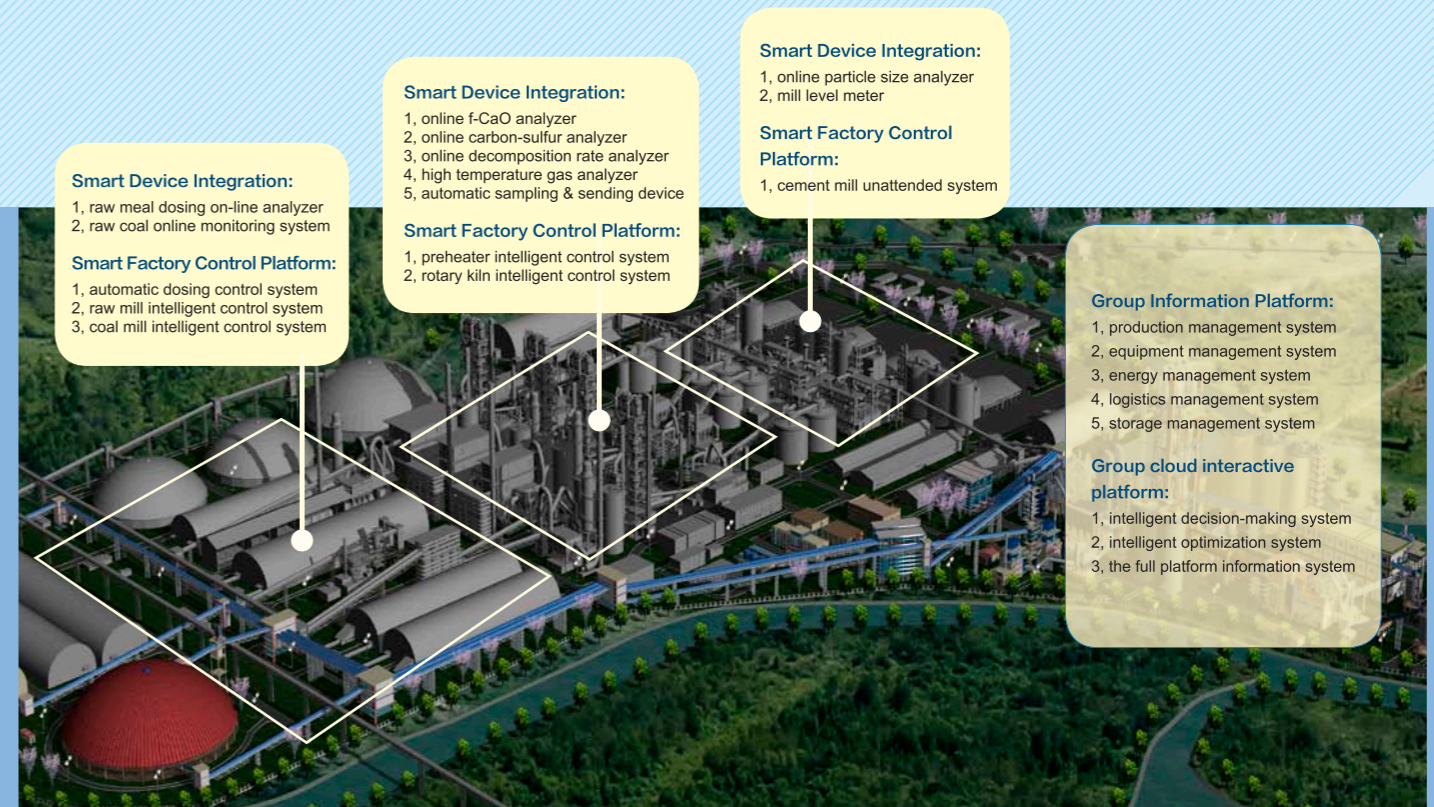 Smart Device Integration:
1, raw meal dosing on-line analyzer
2, raw coal online monitoring system
Smart Factory Control Platform:
1, automatic dosing control system
2, raw mill intelligent control system
3, coal mill intelligent control system
Smart Device Integration:
1, online f-CaO analyzer
2, online carbon-sulfur analyzer
3, online decomposition rate analyzer
4, high temperature gas analyzer
5, automatic sampling & sending device
Smart Factory Control Platform:
1, preheater intelligent control system
2, rotary kiln intelligent control system
Smart Device Integration:
1, online particle size analyzer
2, mill level meter
Smart Factory Control
Platform:
1, cement mill unattended system
Group Information Platform:
1, production management system
2, equipment management system
3, energy management system
4, logistics management system
5, storage management system
Group cloud interactive
platform:
1, intelligent decision-making system
2, intelligent optimization system
3, the full platform information system